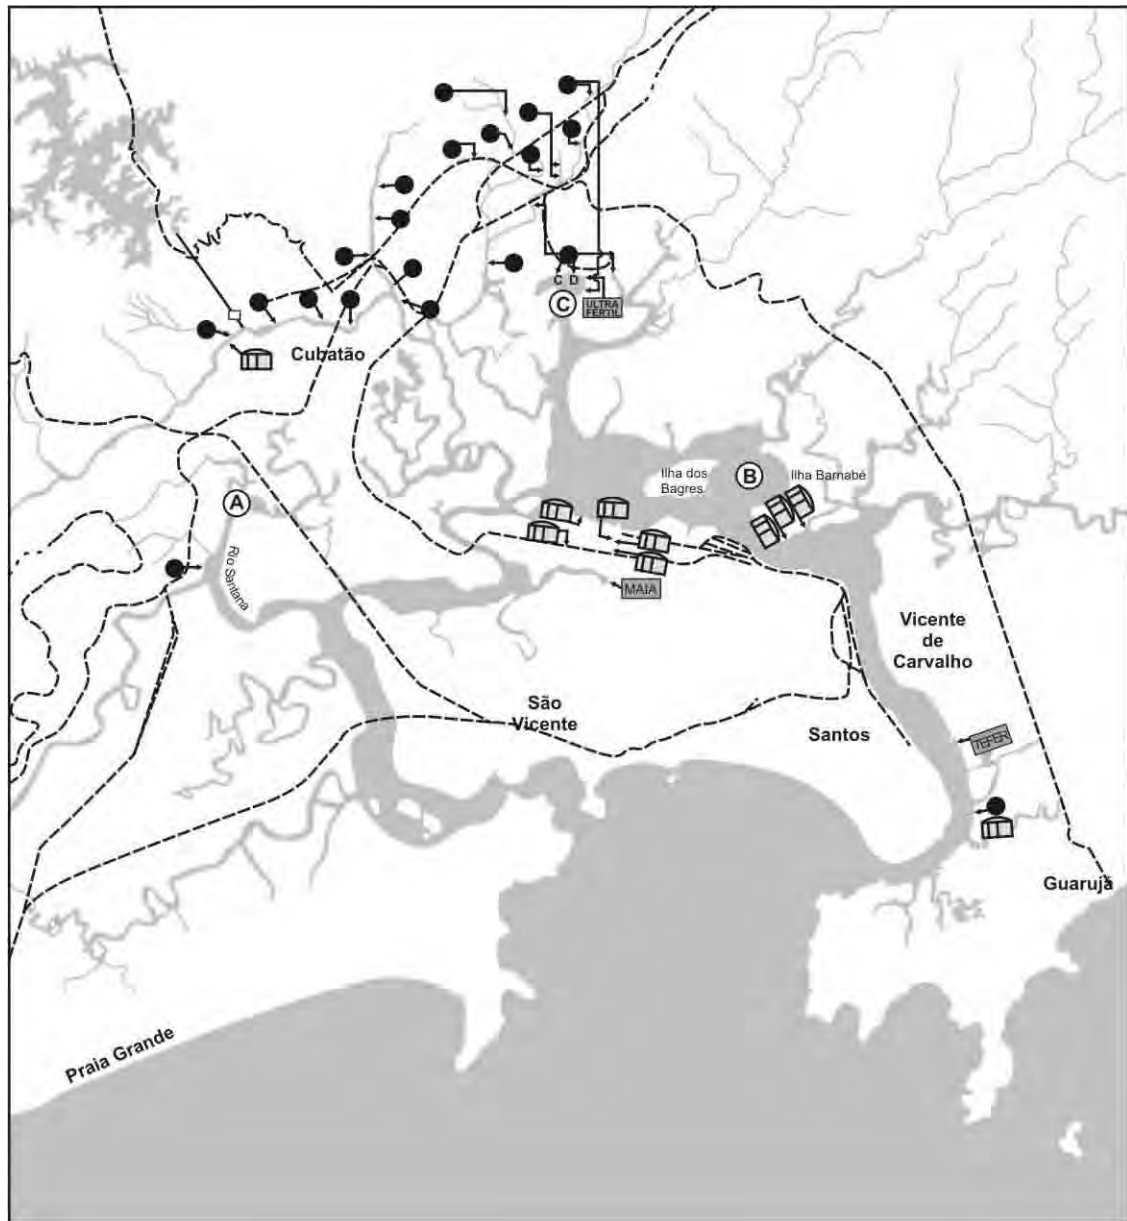 C D
C
ULTRA
FÉRTIL
Cubatão
Ilha dos
Bagres
B
Ilha Barnabé
A
Rio Santana
MAIA
Vicente
de
Carvalho
São
Vicente
Santos
TEFER
Guarujá
Praia Grande